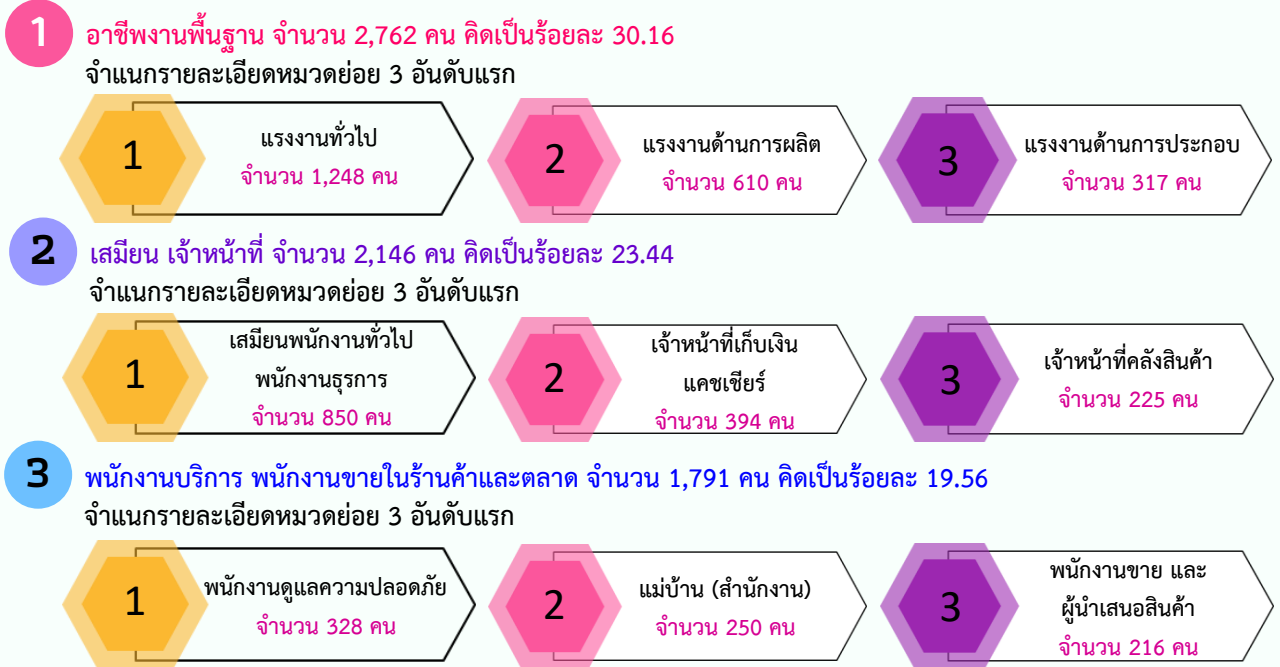 1
อาชีพงานพื้นฐาน จำนวน 2,762 คน คิดเป็นร้อยละ 30.16
จำแนกรายละเอียดหมวดย่อย 3 อันดับแรก
1
แรงงานทั่วไป
จำนวน 1,248 คน
2
แรงงานด้านการผลิต
จำนวน 610 คน
3
แรงงานด้านการประกอบ
จำนวน 317 คน
2
เสมียน เจ้าหน้าที่ จำนวน 2,146 คน คิดเป็นร้อยละ 23.44
จำแนกรายละเอียดหมวดย่อย 3 อันดับแรก
1
เสมียนพนักงานทั่วไป
พนักงานธุรการ
จำนวน 850 คน
2
เจ้าหน้าที่เก็บเงิน
แคชเชียร์
จำนวน 394 คน
3
เจ้าหน้าที่คลังสินค้า
จำนวน 225 คน
3
พนักงานบริการ พนักงานขายในร้านค้าและตลาด จำนวน 1,791 คน คิดเป็นร้อยละ 19.56
จำแนกรายละเอียดหมวดย่อย 3 อันดับแรก
1
พนักงานดูแลความปลอดภัย
จำนวน 328 คน
2
แม่บ้าน (สำนักงาน)
จำนวน 250 คน
3
พนักงานขาย และ
ผู้นำเสนอสินค้า
จำนวน 216 คน